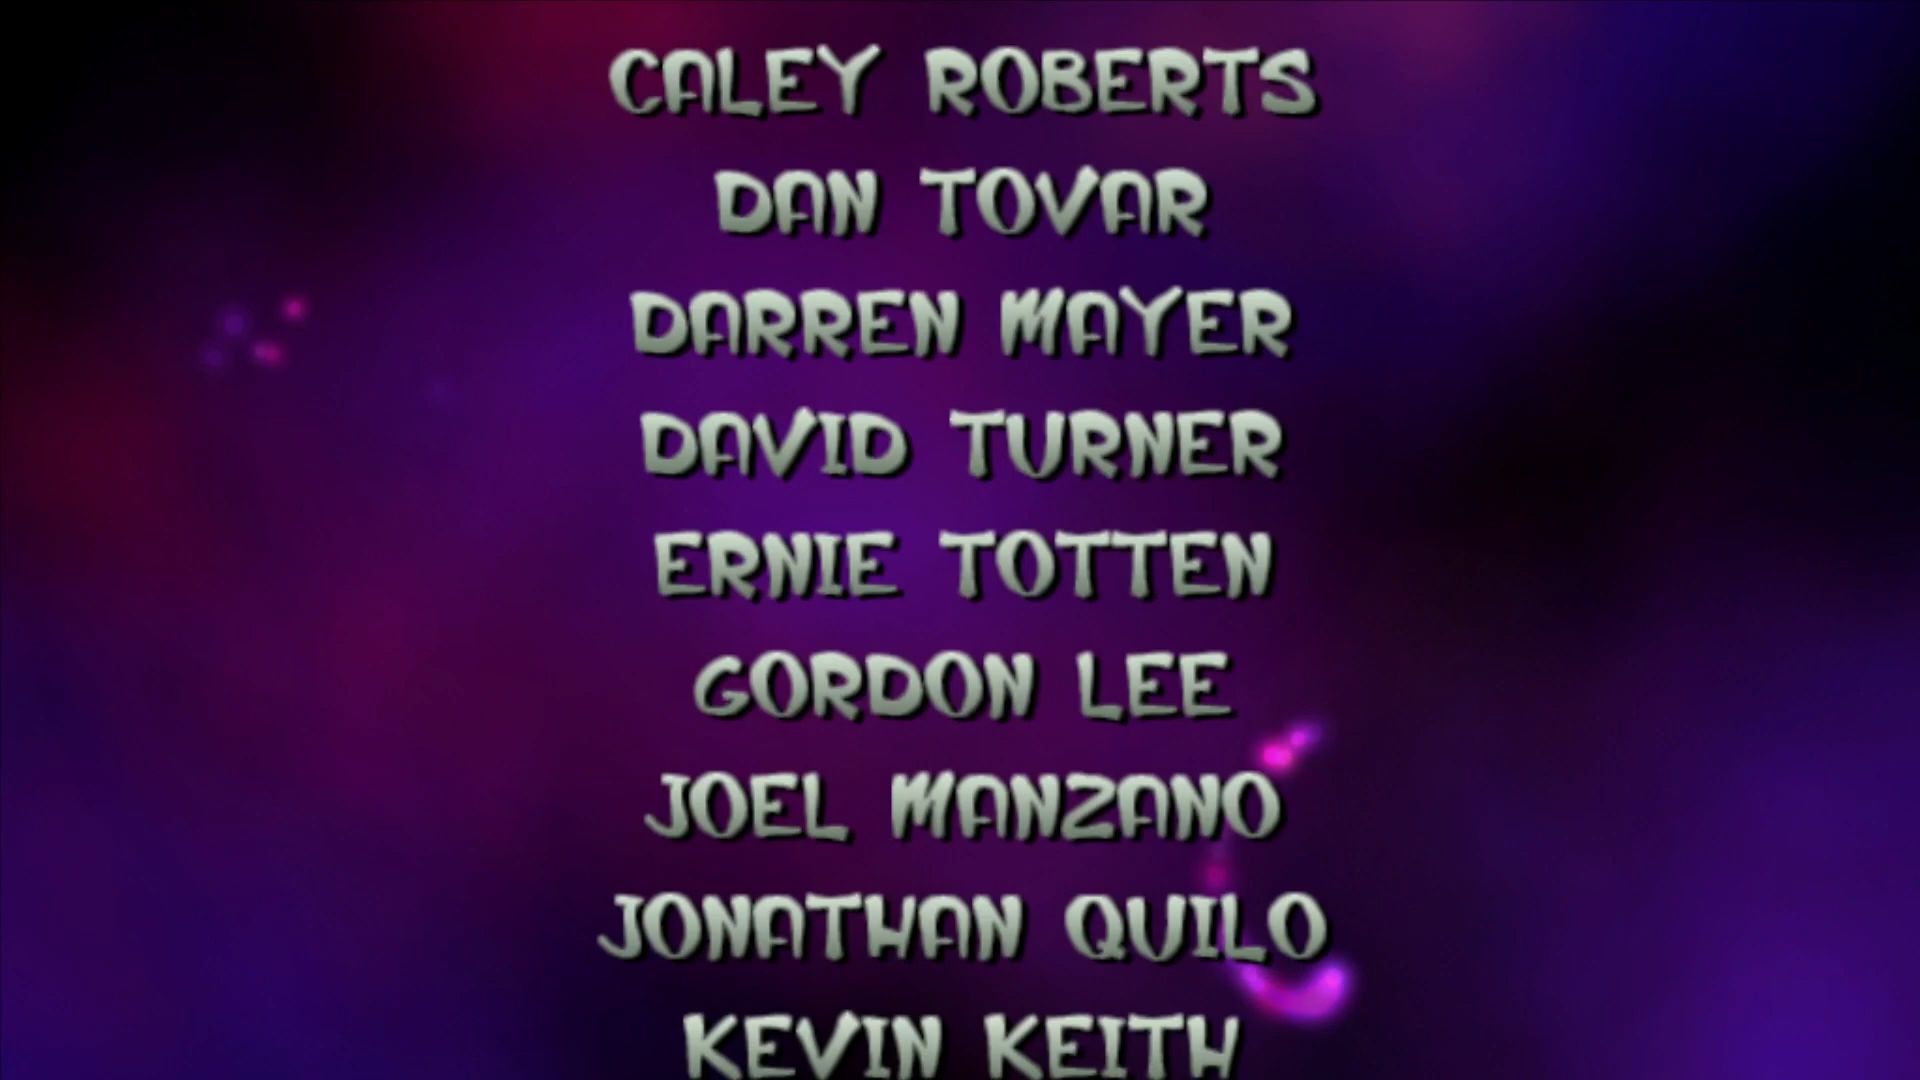 CALEY ROBERTS
DAN TOVAR
DARREN MAYER
DAVID TURNER
ERNIE TOTTEN
GORDON LEE
JOEL MANZANO
JONATHAN QUILO
KEVIN KEITH